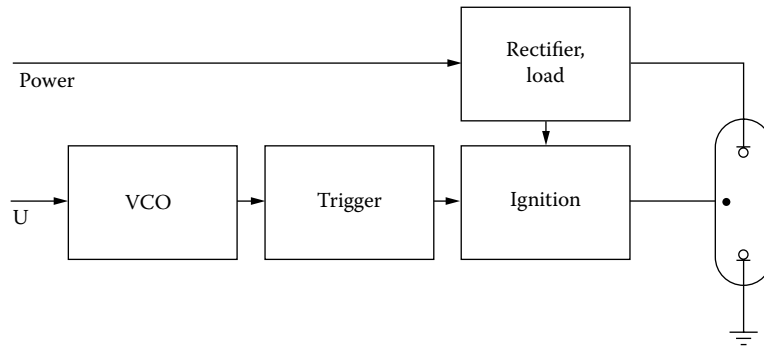 Rectifier,
load
Power
VCO
Trigger
Ignition
U